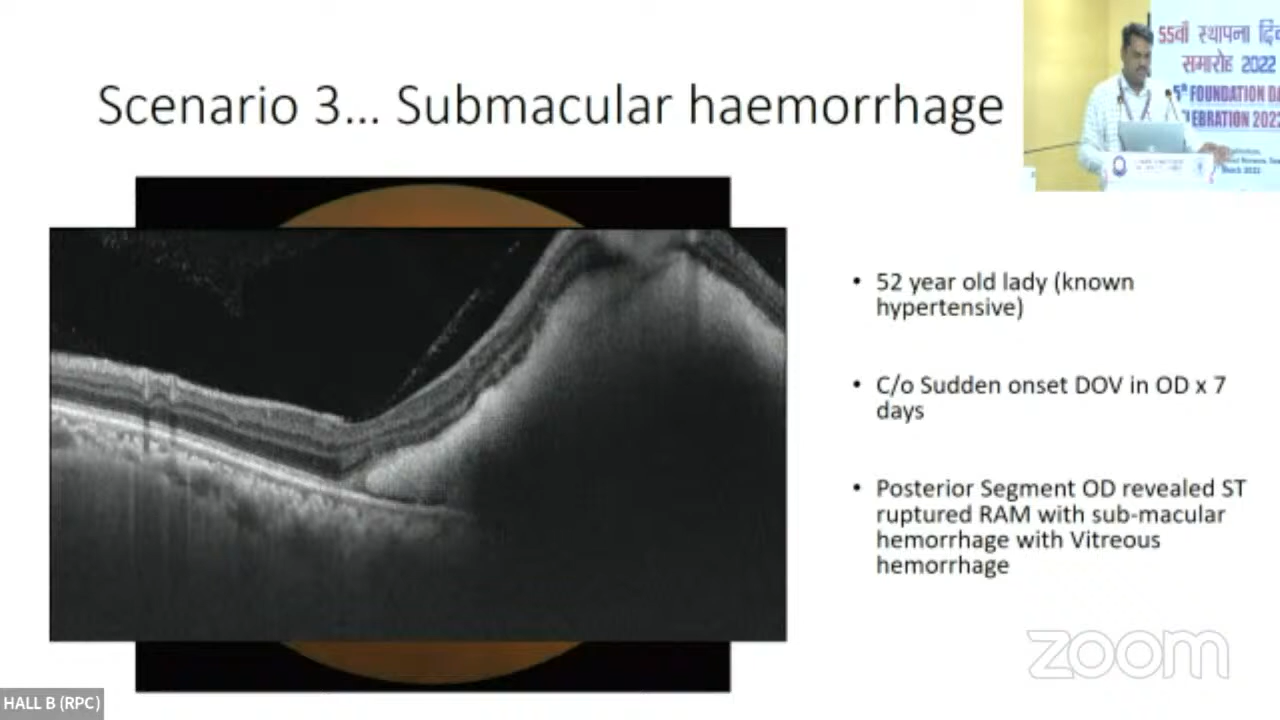 Scenario 3... Submacular haemorrhage
55वाँ स्थापना
समारोह 2022
FOUNDATION
2022
• 52 year old lady (known
hypertensive)
• C/o Sudden onset DOV in OD x 7
days
• Posterior Segment OD revealed ST
ruptured RAM with sub-macular
hemorrhage with Vitreous
hemorrhage
zoom
HALL B (RPC)